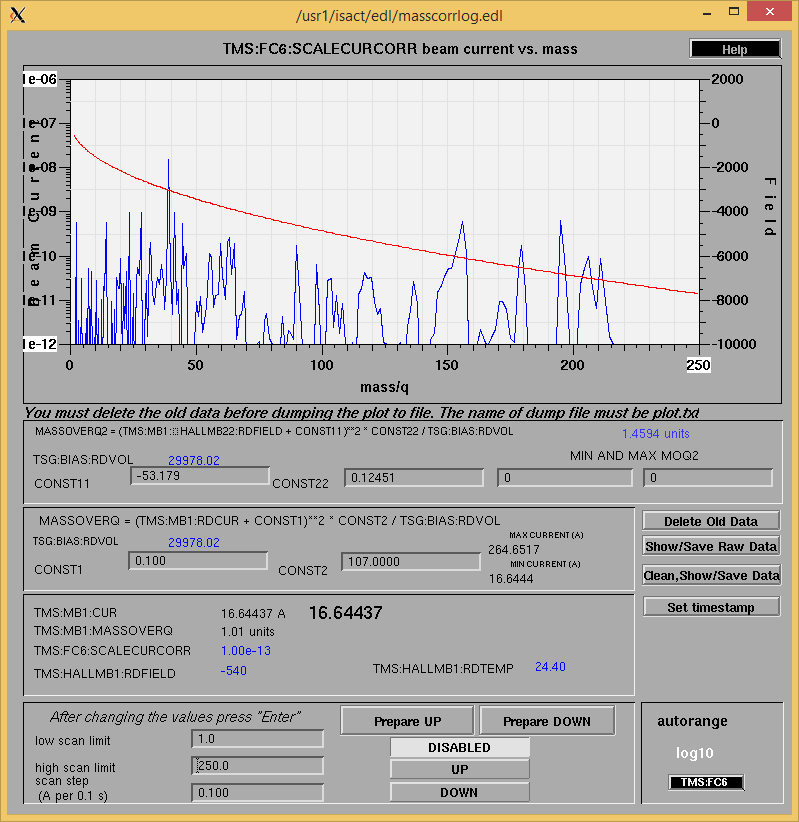 /usr1/isact/edl/masscorrlog.edl
TMS:FC6:SCALECURCORR beam current vs. mass
Help
1e-06
e-07
e-08
e-09
e-10
e-11
1e-12
Beam Current
2000
0
-2000
-4000
-6000
-8000
-10000
Field
0 50 100 150 200 250
mass/q
You must delete the old data before dumping the plot to file. The name of dump file must be plot.txt
MASSOVERQ2 = (TMS:MB1: HALLMB22:RDFIELD + CONST11)**2 * CONST22 / TSG:BIAS:RDVOL
1.4594 units
TSG:BIAS:RDVOL 29978.02
MIN AND MAX MOQ2
CONST11 -53.179 CONST22 0.12451 0 0
MASSOVERQ = (TMS:MB1:RDCUR + CONST1)**2 * CONST2 / TSG:BIAS:RDVOL
TSG:BIAS:RDVOL 29978.02
MAX CURRENT (A)
264.6517
CONST1 0.100 CONST2 107.0000
MIN CURRENT (A)
16.6444
Delete Old Data
Show/Save Raw Data
Clean,Show/Save Data
Set timestamp
TMS:MB1:CUR 16.64437 A 16.64437
TMS:MB1:MASSOVERQ 1.01 units
TMS:FC6:SCALECURCORR 1.00e-13
TMS:HALLMB1:RDFIELD -540 TMS:HALLMB1:RDTEMP 24.40
After changing the values press "Enter"
low scan limit 1.0
high scan limit 250.0
scan step
(A per 0.1 s) 0.100
Prepare UP Prepare DOWN
DISABLED
UP
DOWN
autorange
log10
TMS:FC6